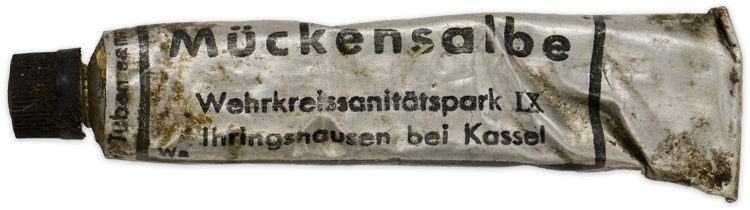 Mückensalbe
Wehrkreissanitätspark IX
Ihringshausen bei Kassel